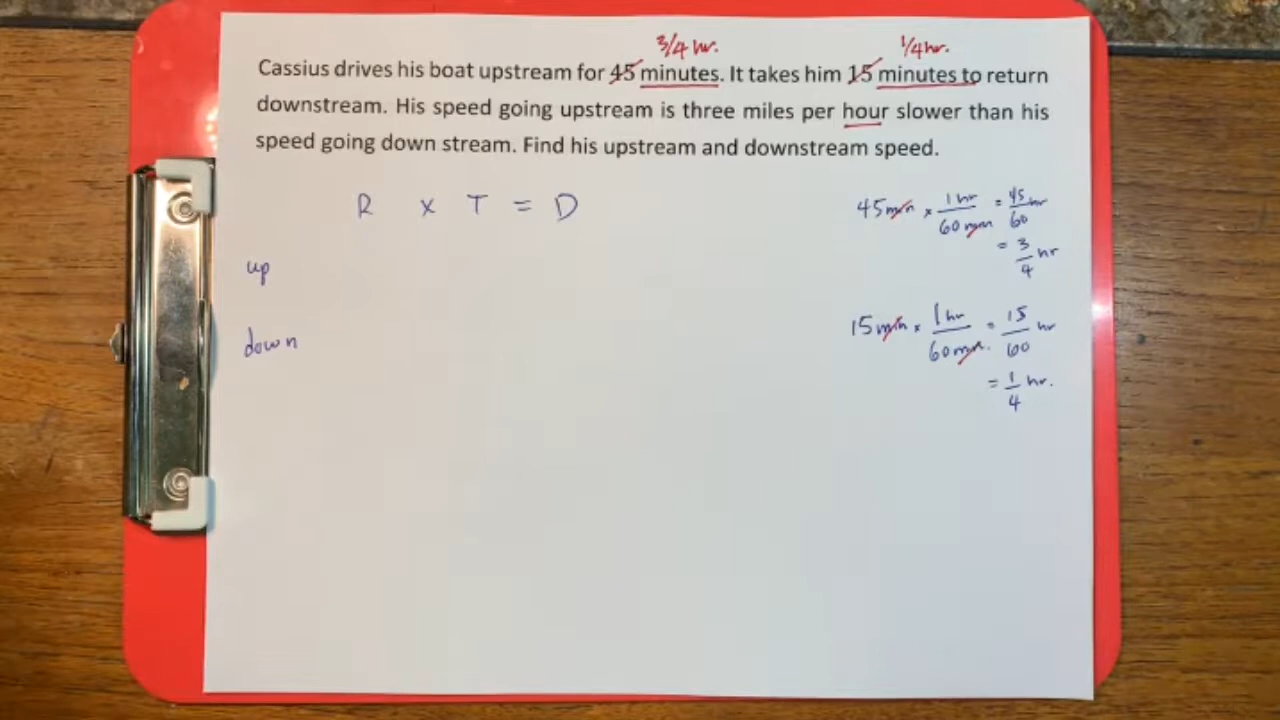 3/4 hr. 1/4 hr.
Cassius drives his boat upstream for 45 minutes. It takes him 15 minutes to return
downstream. His speed going upstream is three miles per hour slower than his
speed going down stream. Find his upstream and downstream speed.
R x T = D
up
down
45 min x 1 hr / 60 min = 45/60 hr
= 3/4 hr
15 min x 1 hr / 60 min. = 15/60 hr
= 1/4 hr.